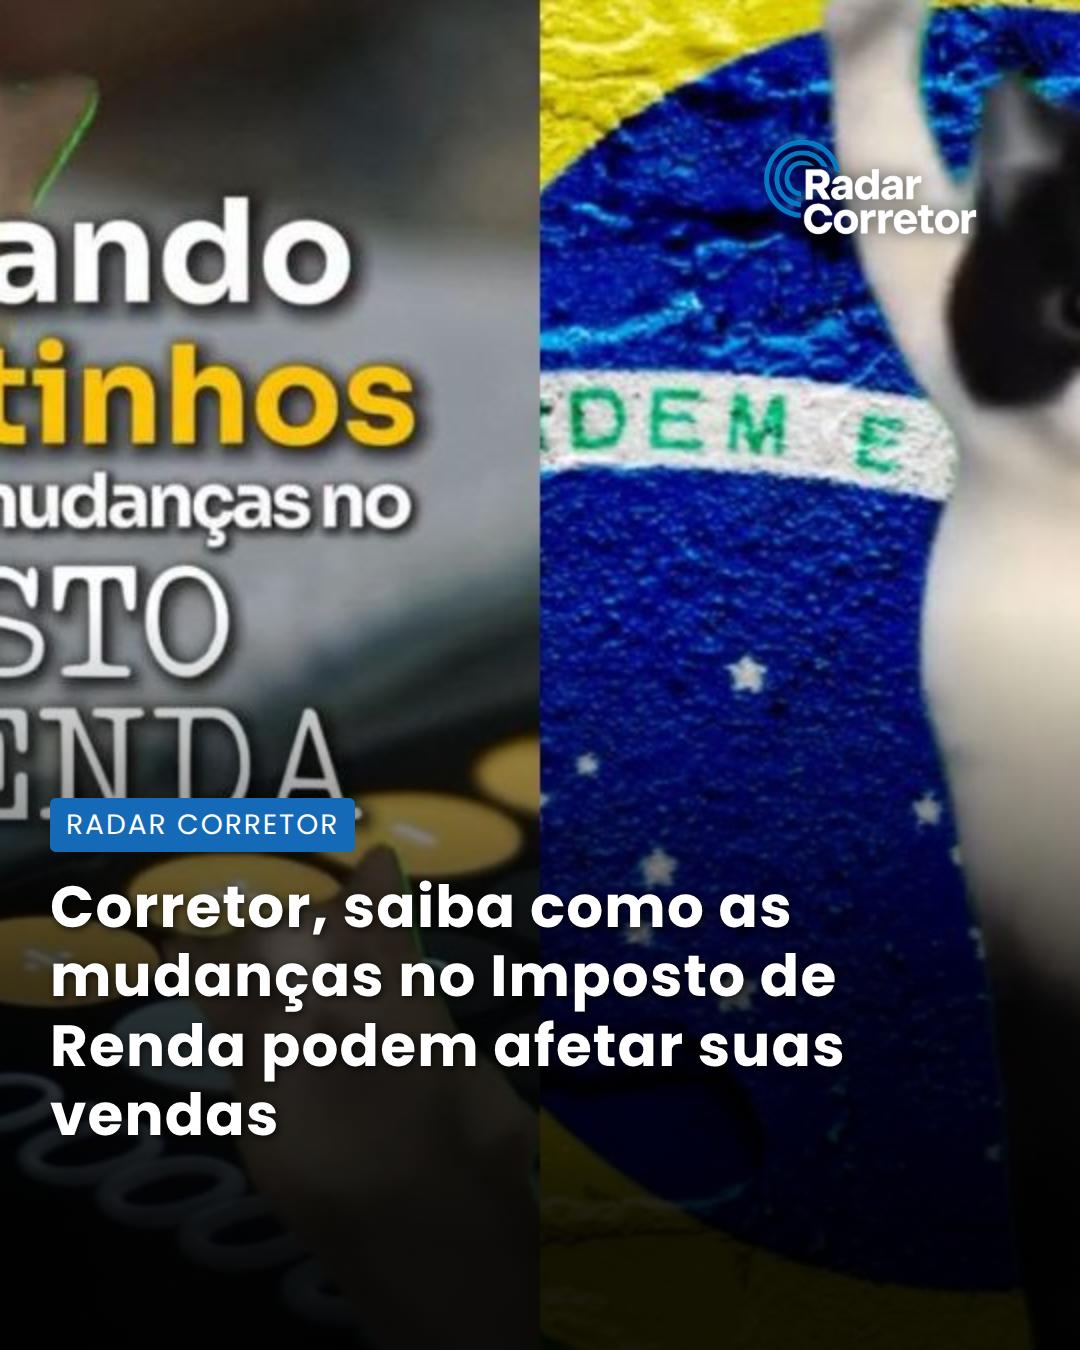 ando
tinhos
mudanças no
STO
ENDA
Radar
Corretor
DEM E
RADAR CORRETOR
Corretor, saiba como as
mudanças no Imposto de
Renda podem afetar suas
vendas